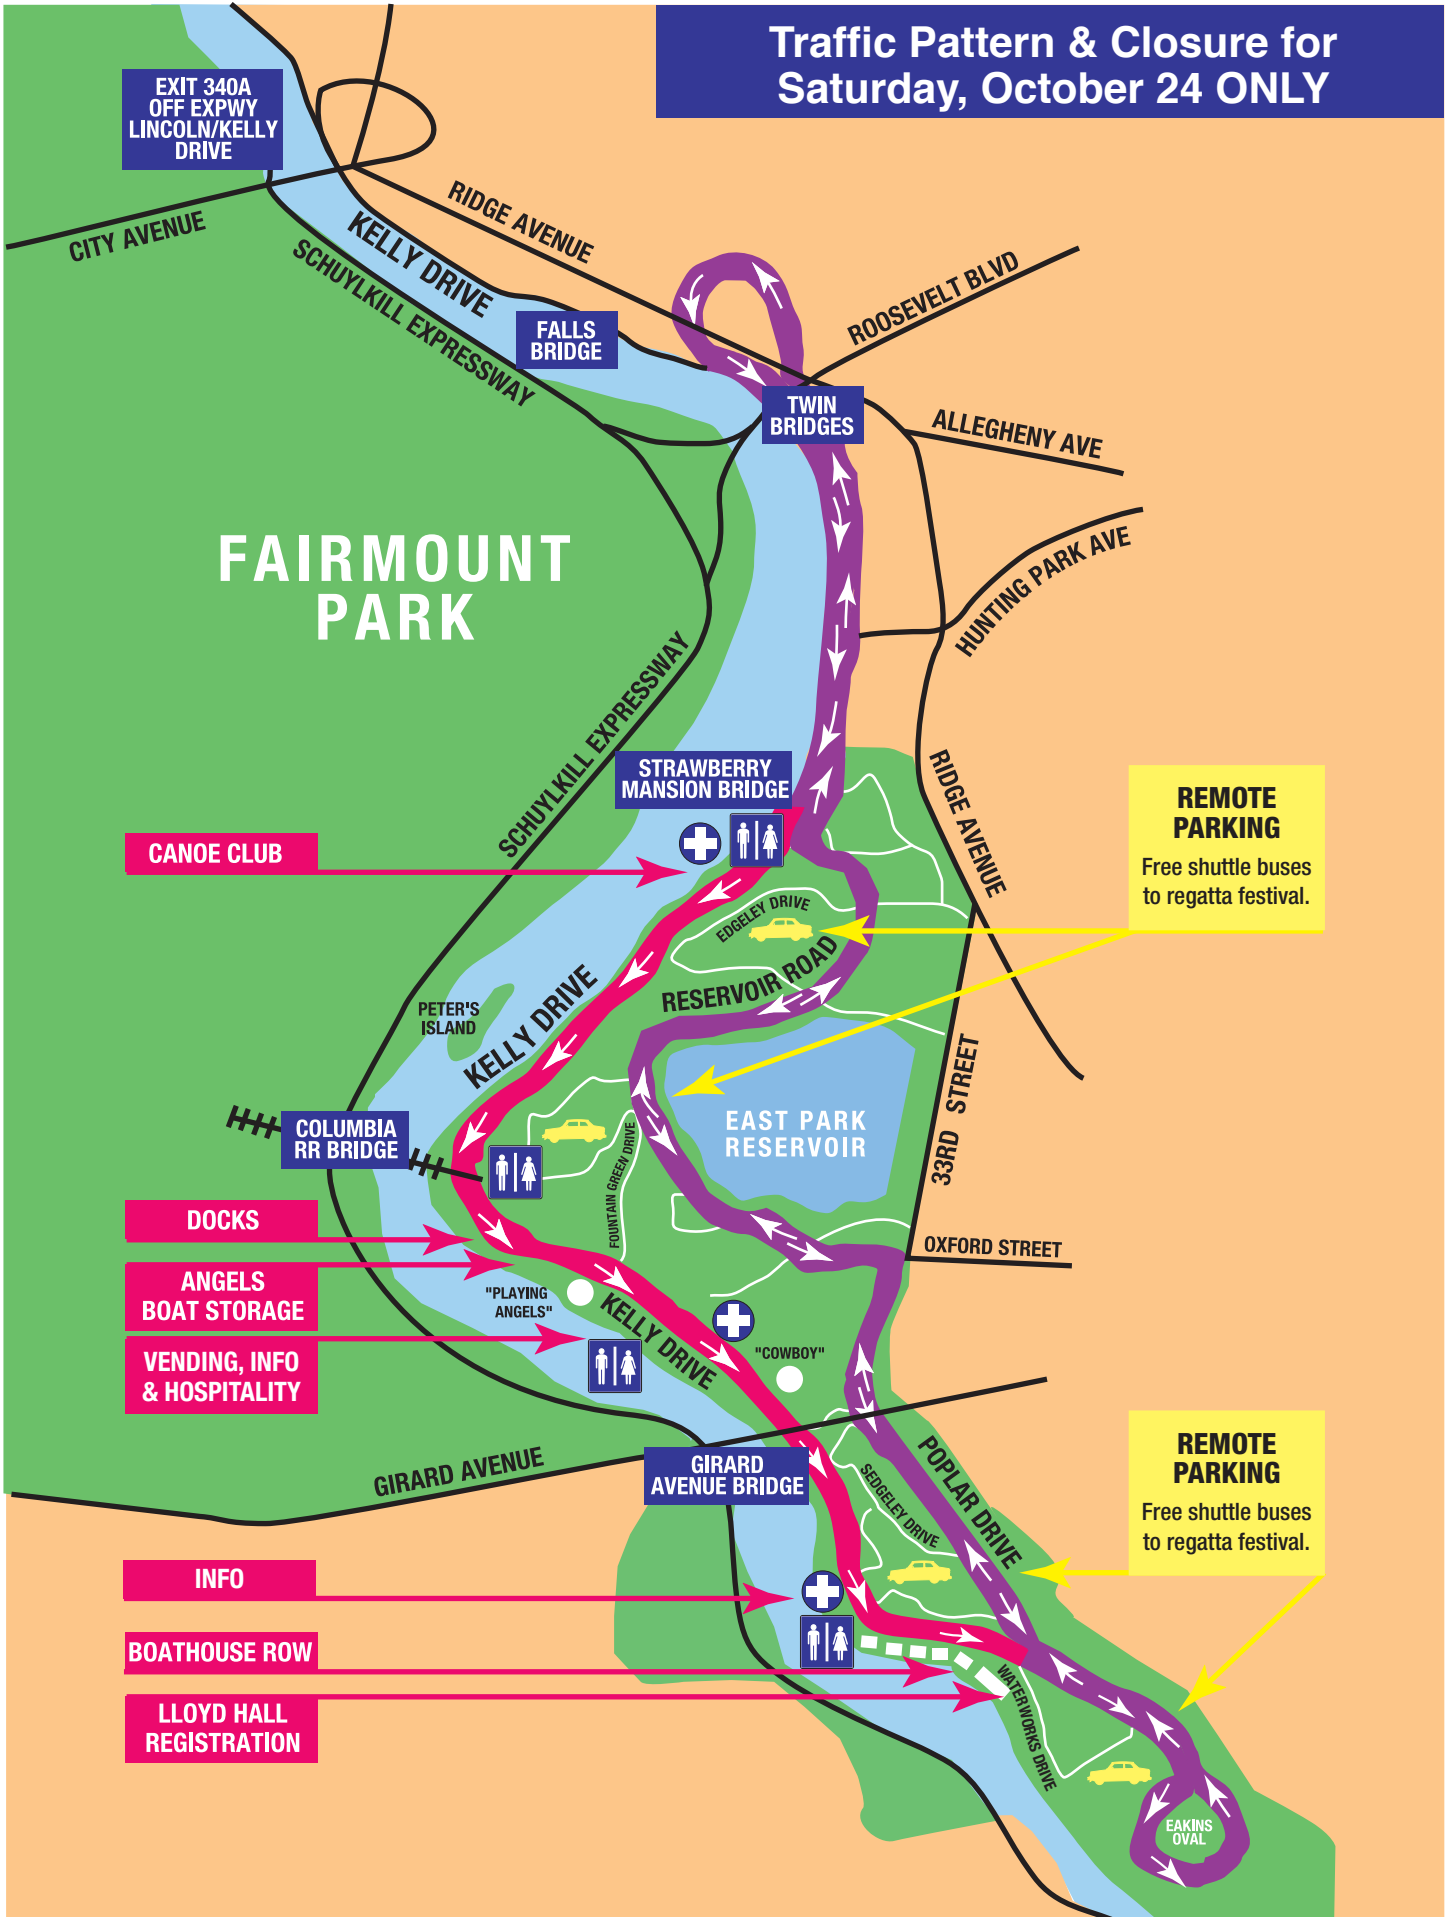 Traffic Pattern & Closure for
Saturday, October 24 ONLY
EXIT 340A
OFF EXPWY
LINCOLN/KELLY
DRIVE
CITY AVENUE
RIDGE AVENUE
KELLY DRIVE
SCHUYLKILL EXPRESSWAY
ROOSEVELT BLVD
FALLS
BRIDGE
TWIN
BRIDGES
ALLEGHENY AVE
FAIRMOUNT
PARK
HUNTING PARK AVE
SCHUYLKILL EXPRESSWAY
STRAWBERRY
MANSION BRIDGE
RIDGE AVENUE
REMOTE
PARKING
Free shuttle buses
to regatta festival.
CANOE CLUB
EDGELEY DRIVE
RESERVOIR ROAD
KELLY DRIVE
PETER'S
ISLAND
33RD STREET
EAST PARK
RESERVOIR
COLUMBIA
RR BRIDGE
FOUNTAIN GREEN DRIVE
DOCKS
OXFORD STREET
ANGELS
BOAT STORAGE
"PLAYING
ANGELS"
KELLY DRIVE
VENDING, INFO
& HOSPITALITY
"COWBOY"
GIRARD AVENUE
GIRARD
AVENUE BRIDGE
POPLAR DRIVE
SEDGELEY DRIVE
REMOTE
PARKING
Free shuttle buses
to regatta festival.
INFO
BOATHOUSE ROW
LLOYD HALL
REGISTRATION
WATERWORKS DRIVE
EAKINS
OVAL